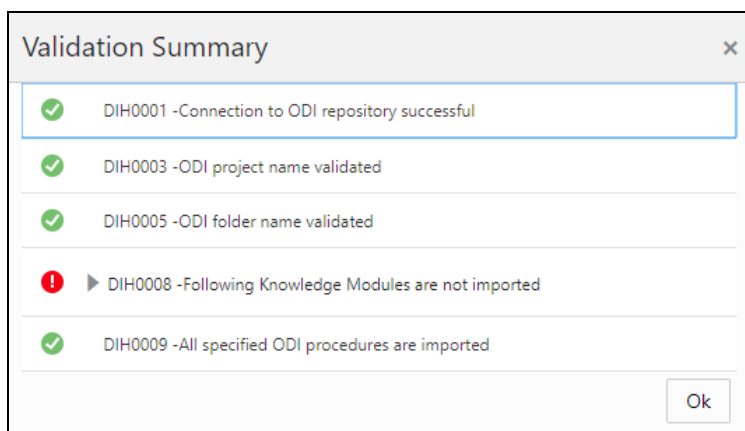 Validation Summary
DIH0001 -Connection to ODI repository successful
DIH0003 -ODI project name validated
DIH0005 -ODI folder name validated
DIH0008 -Following Knowledge Modules are not imported
DIH0009 -All specified ODI procedures are imported
Ok